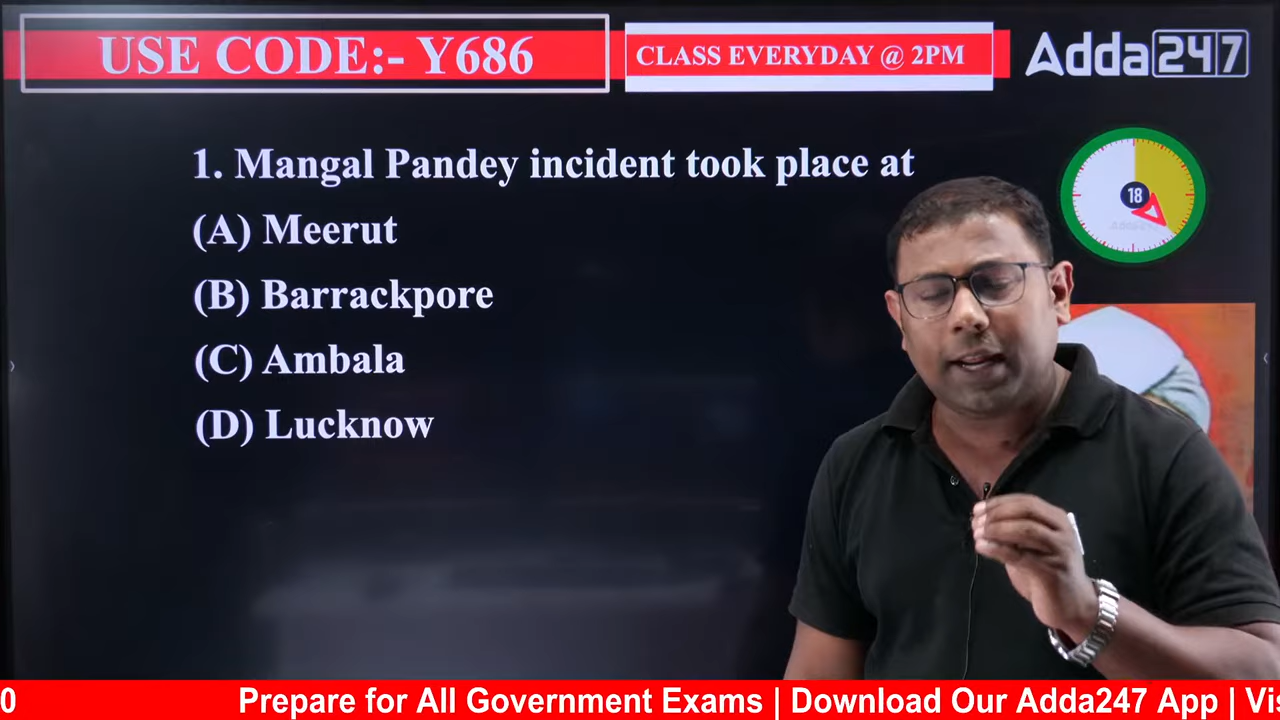 USE CODE:- Y686
CLASS EVERYDAY @ 2PM
Adda247
1. Mangal Pandey incident took place at
(A) Meerut
(B) Barrackpore
(C) Ambala
(D) Lucknow
18
0 Prepare for All Government Exams | Download Our Adda247 App |